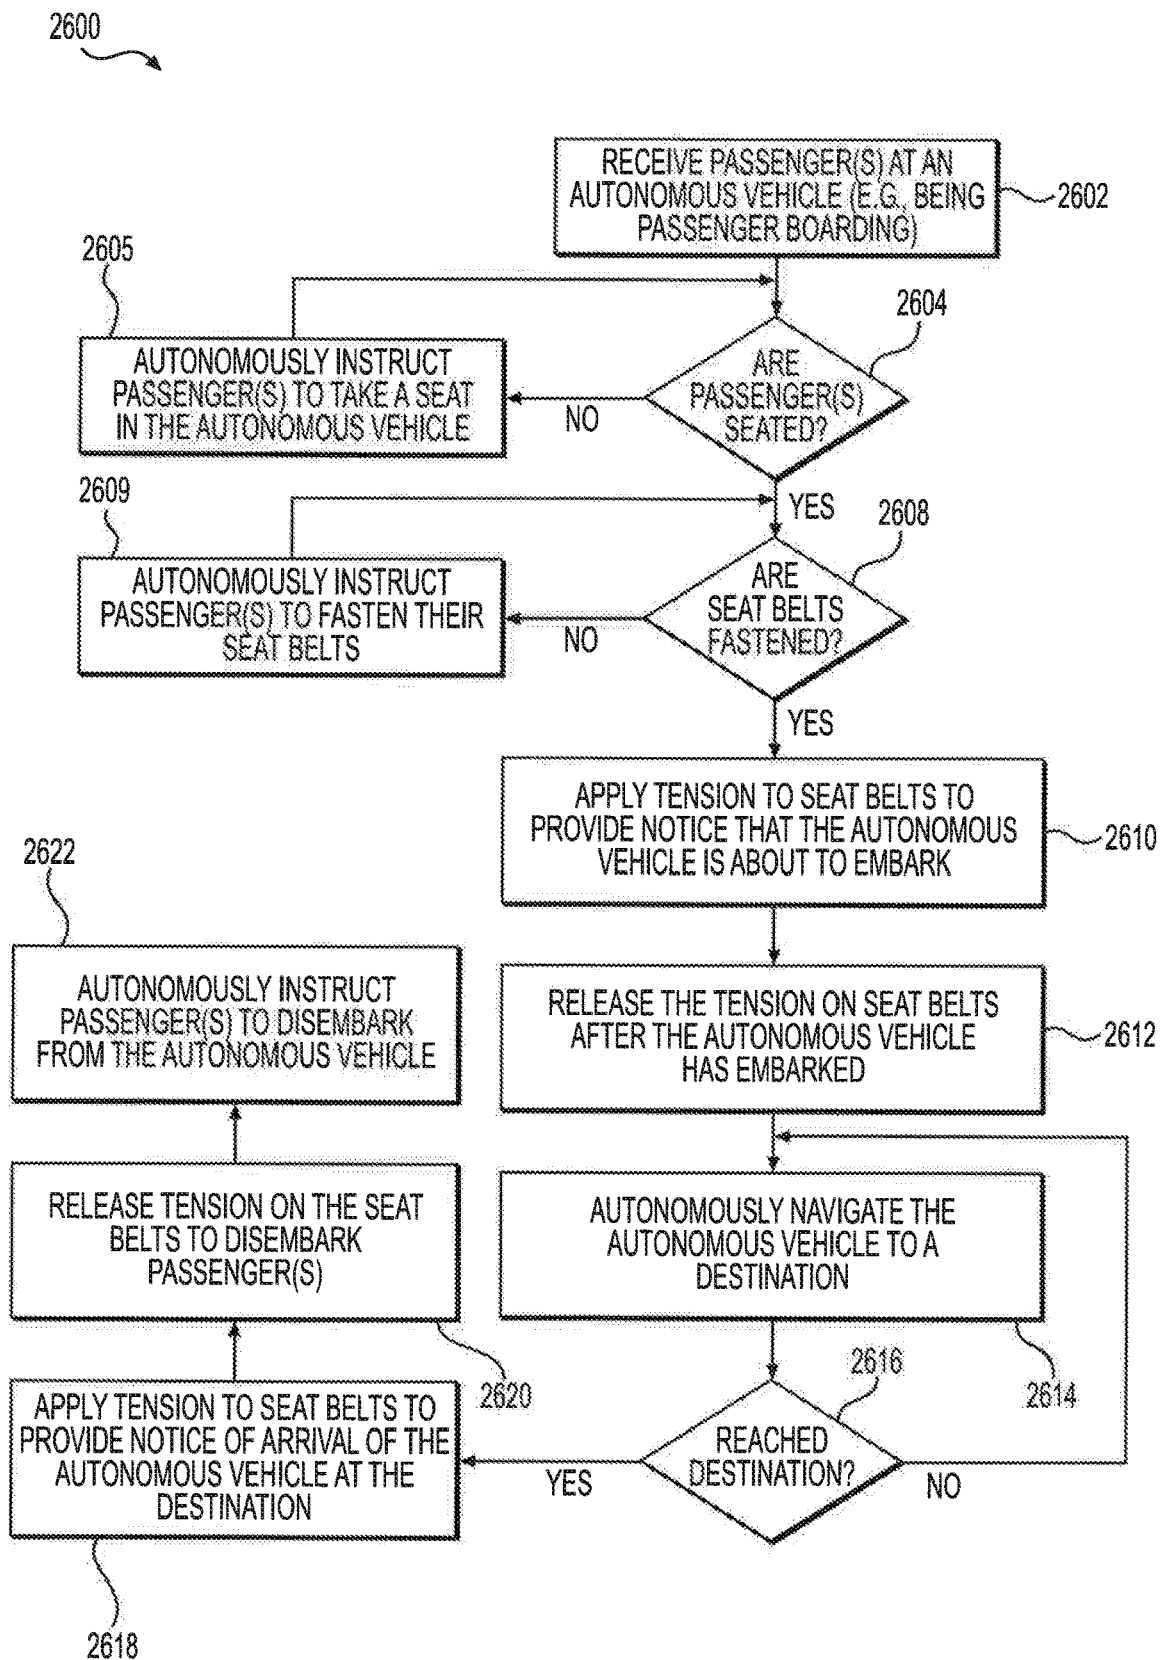 2600
RECEIVE PASSENGER(S) AT AN
AUTONOMOUS VEHICLE (E.G., BEING
PASSENGER BOARDING)
2602
2605
2604
AUTONOMOUSLY INSTRUCT
PASSENGER(S) TO TAKE A SEAT
IN THE AUTONOMOUS VEHICLE
NO
ARE
PASSENGER(S)
SEATED?
YES
2609
2608
AUTONOMOUSLY INSTRUCT
PASSENGER(S) TO FASTEN THEIR
SEAT BELTS
NO
ARE
SEAT BELTS
FASTENED?
YES
APPLY TENSION TO SEAT BELTS TO
PROVIDE NOTICE THAT THE AUTONOMOUS
VEHICLE IS ABOUT TO EMBARK
2610
RELEASE THE TENSION ON SEAT BELTS
AFTER THE AUTONOMOUS VEHICLE
HAS EMBARKED
2612
AUTONOMOUSLY NAVIGATE THE
AUTONOMOUS VEHICLE TO A
DESTINATION
2614
2616
REACHED
DESTINATION?
NO
YES
APPLY TENSION TO SEAT BELTS TO
PROVIDE NOTICE OF ARRIVAL OF THE
AUTONOMOUS VEHICLE AT THE
DESTINATION
2618
RELEASE TENSION ON THE SEAT
BELTS TO DISEMBARK
PASSENGER(S)
2620
2622
AUTONOMOUSLY INSTRUCT
PASSENGER(S) TO DISEMBARK
FROM THE AUTONOMOUS VEHICLE